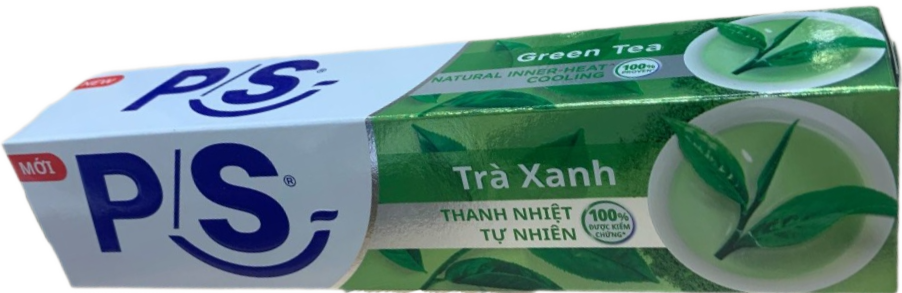 NEW
P/S®
Green Tea
NATURAL INNER-HEAT*
COOLING
100%
PROVEN*
MỚI
P/S®
Trà Xanh
THANH NHIỆT
TỰ NHIÊN
100%
ĐƯỢC KIỂM
CHỨNG*